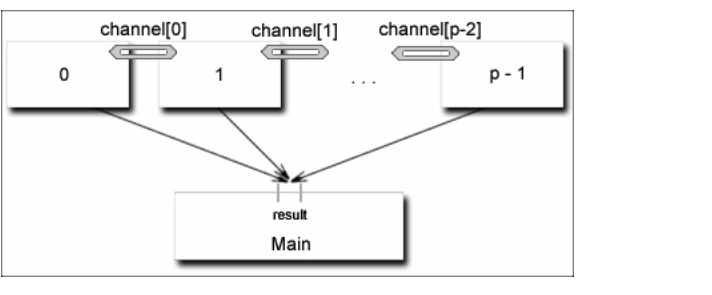 channel[0] channel[1] channel[p-2]
0 1 . . . p - 1
result
Main